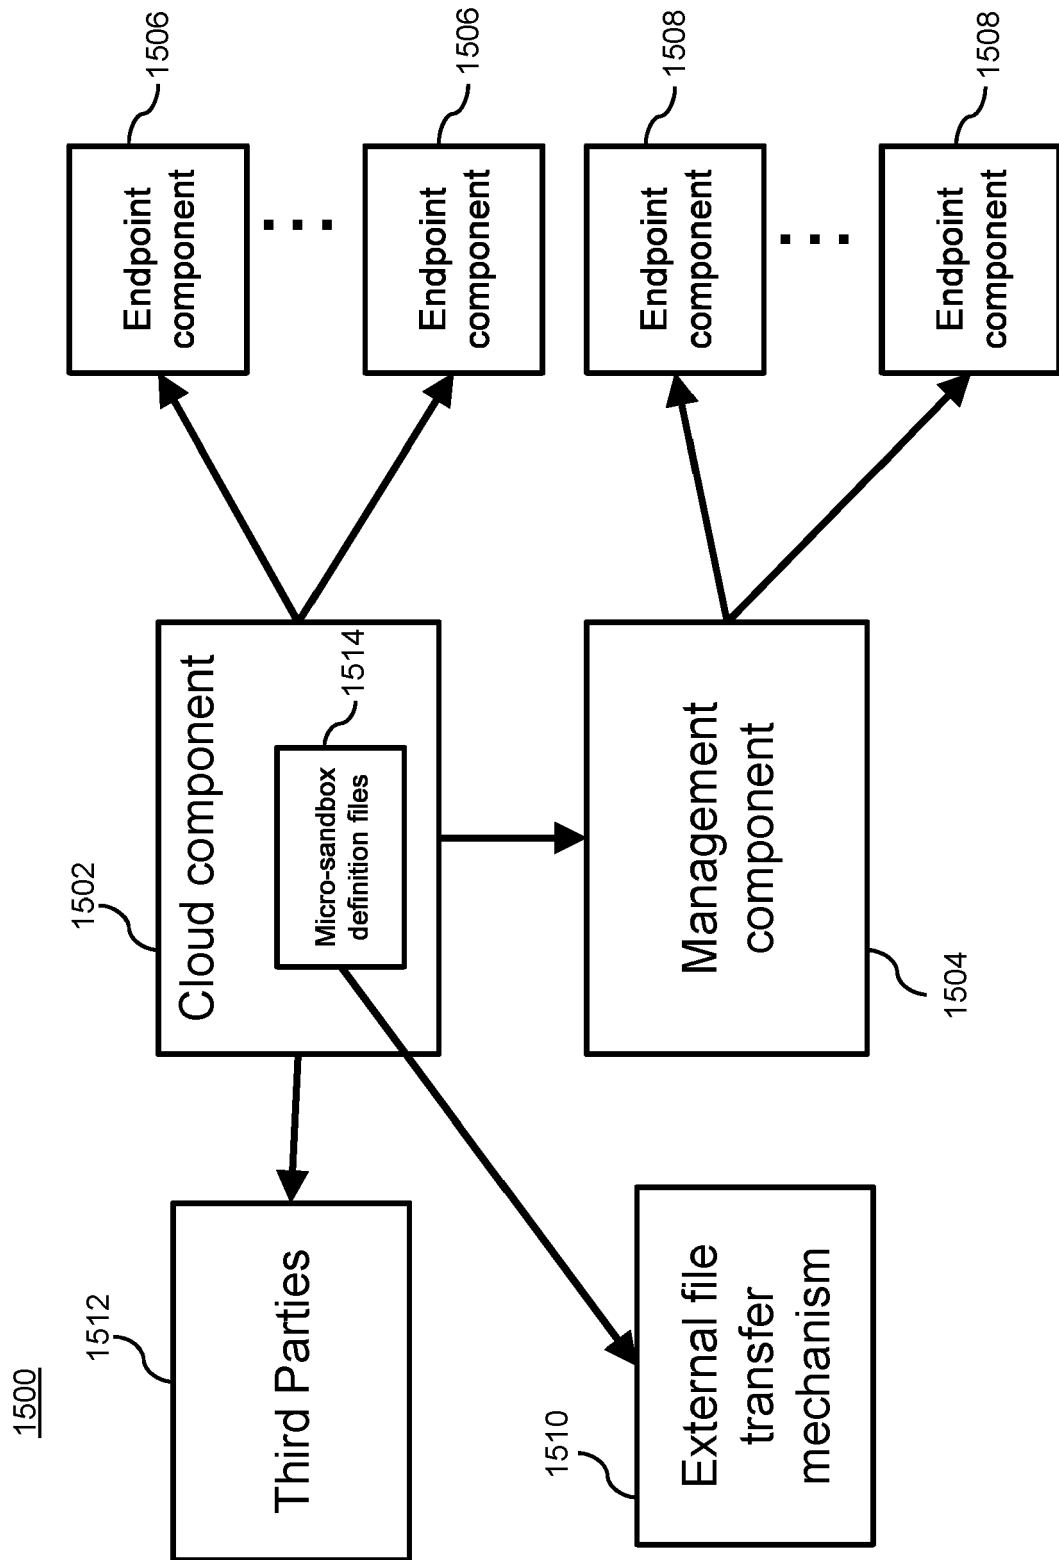 1500
1512
Third Parties
1502
Cloud component
1514
Micro-sandbox
definition files
Endpoint
component
1506
Endpoint
component
1506
1510
External file
transfer
mechanism
1504
Management
component
Endpoint
component
1508
Endpoint
component
1508